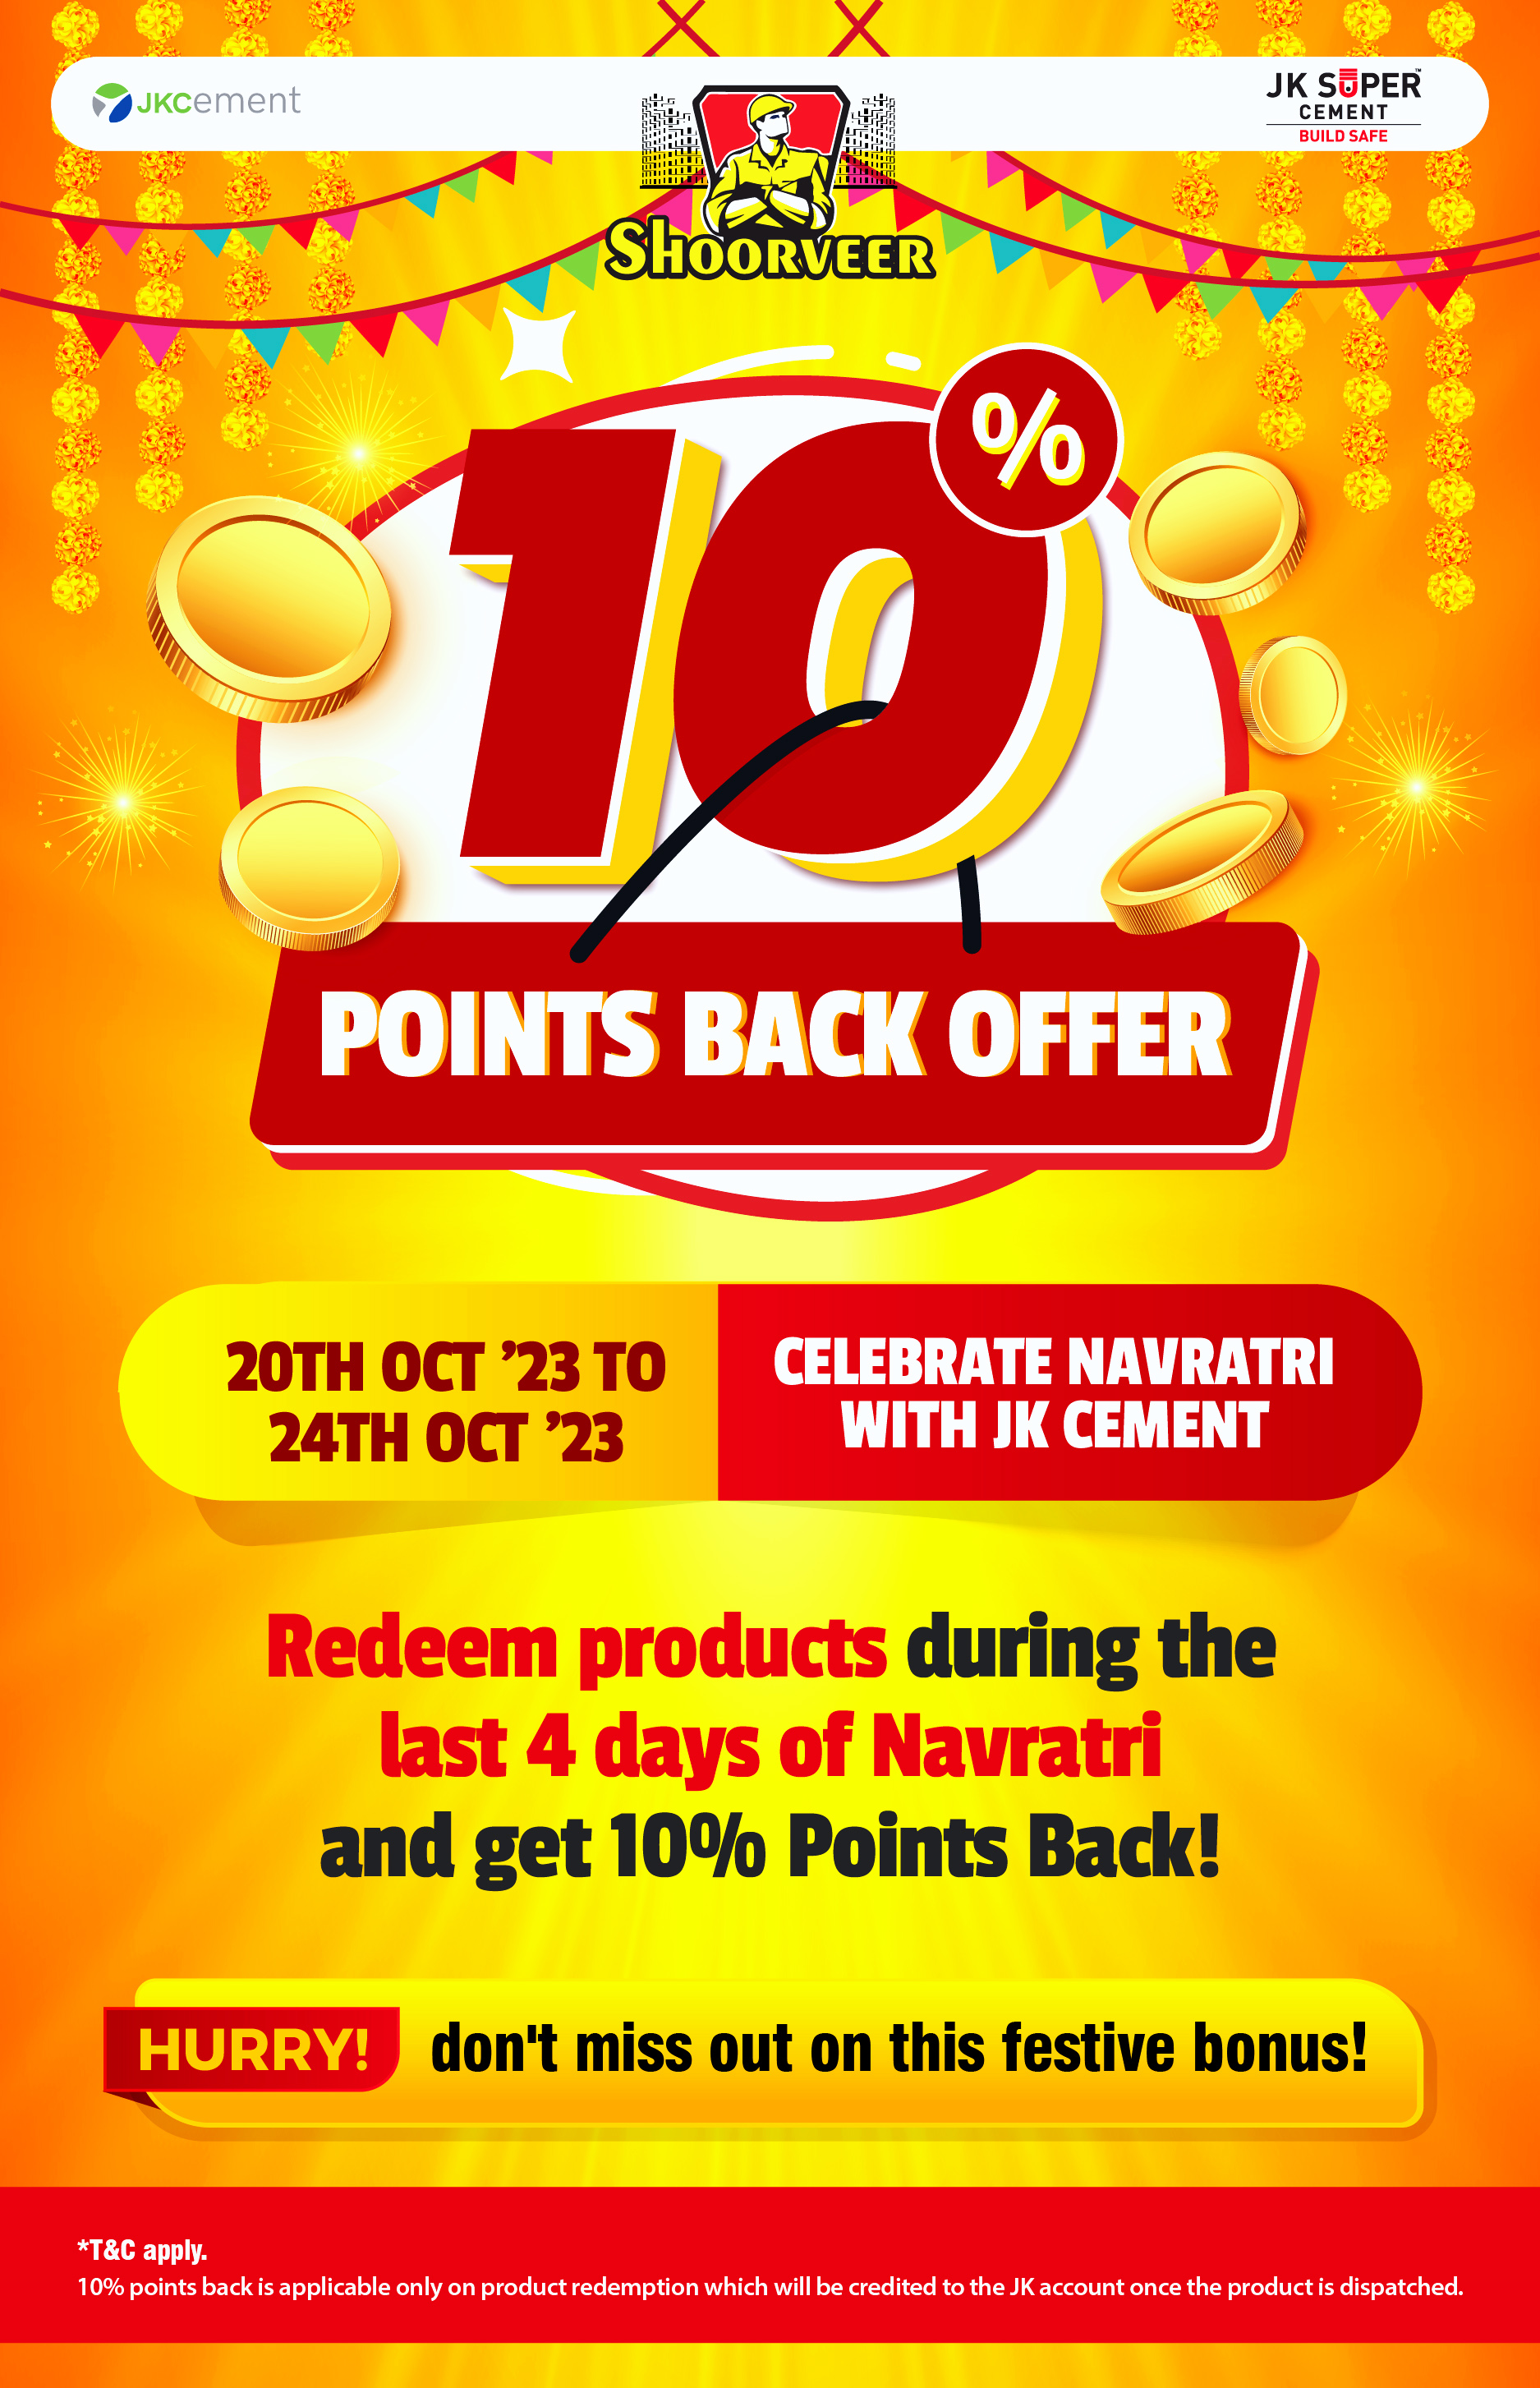 JKCement
JK SUPER
CEMENT
BUILD SAFE
SHOORVEER
10%
POINTS BACK OFFER
20TH OCT ’23 TO
24TH OCT ’23
CELEBRATE NAVRATRI
WITH JK CEMENT
Redeem products during the
last 4 days of Navratri
and get 10% Points Back!
HURRY! don't miss out on this festive bonus!
*T&C apply.
10% points back is applicable only on product redemption which will be credited to the JK account once the product is dispatched.